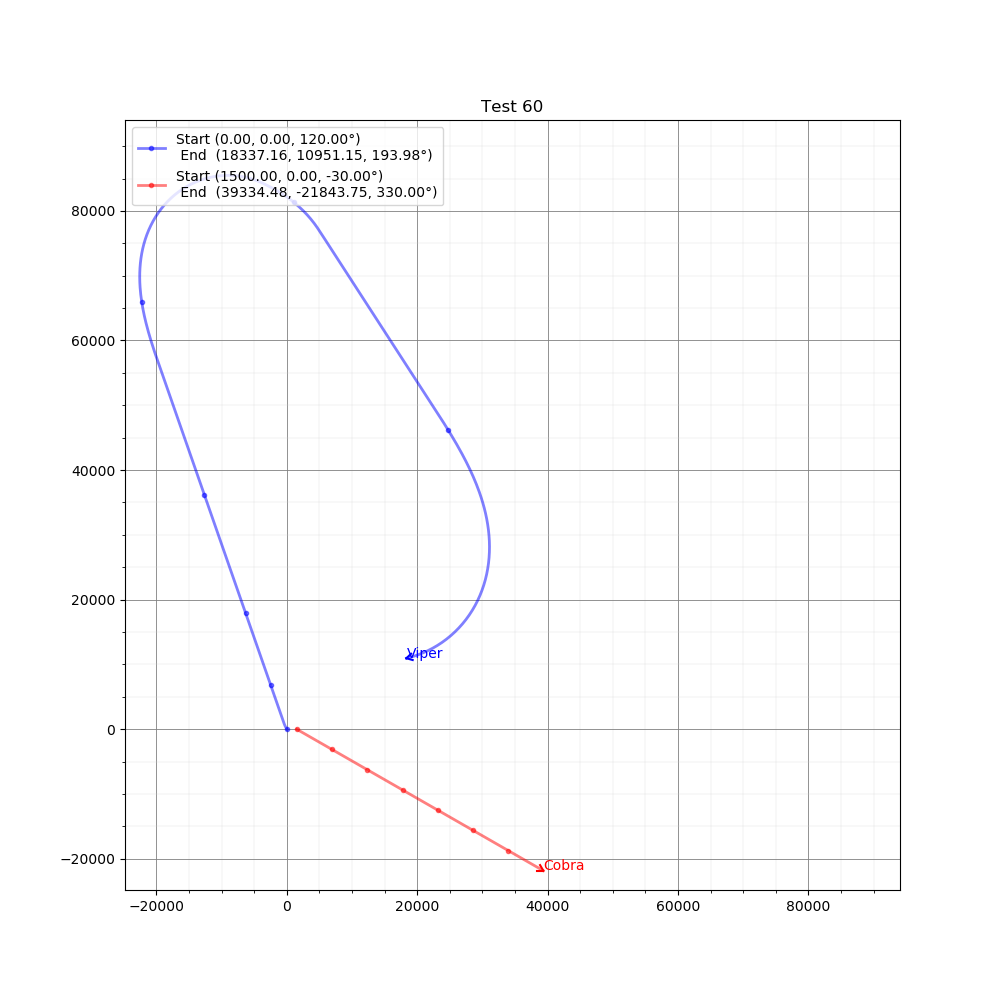 Test 60
Start (0.00, 0.00, 120.00°)
End  (18337.16, 10951.15, 193.98°)
Start (1500.00, 0.00, -30.00°)
End  (39334.48, -21843.75, 330.00°)
80000
60000
40000
20000
0
−20000
Viper
Cobra
−20000 0 20000 40000 60000 80000